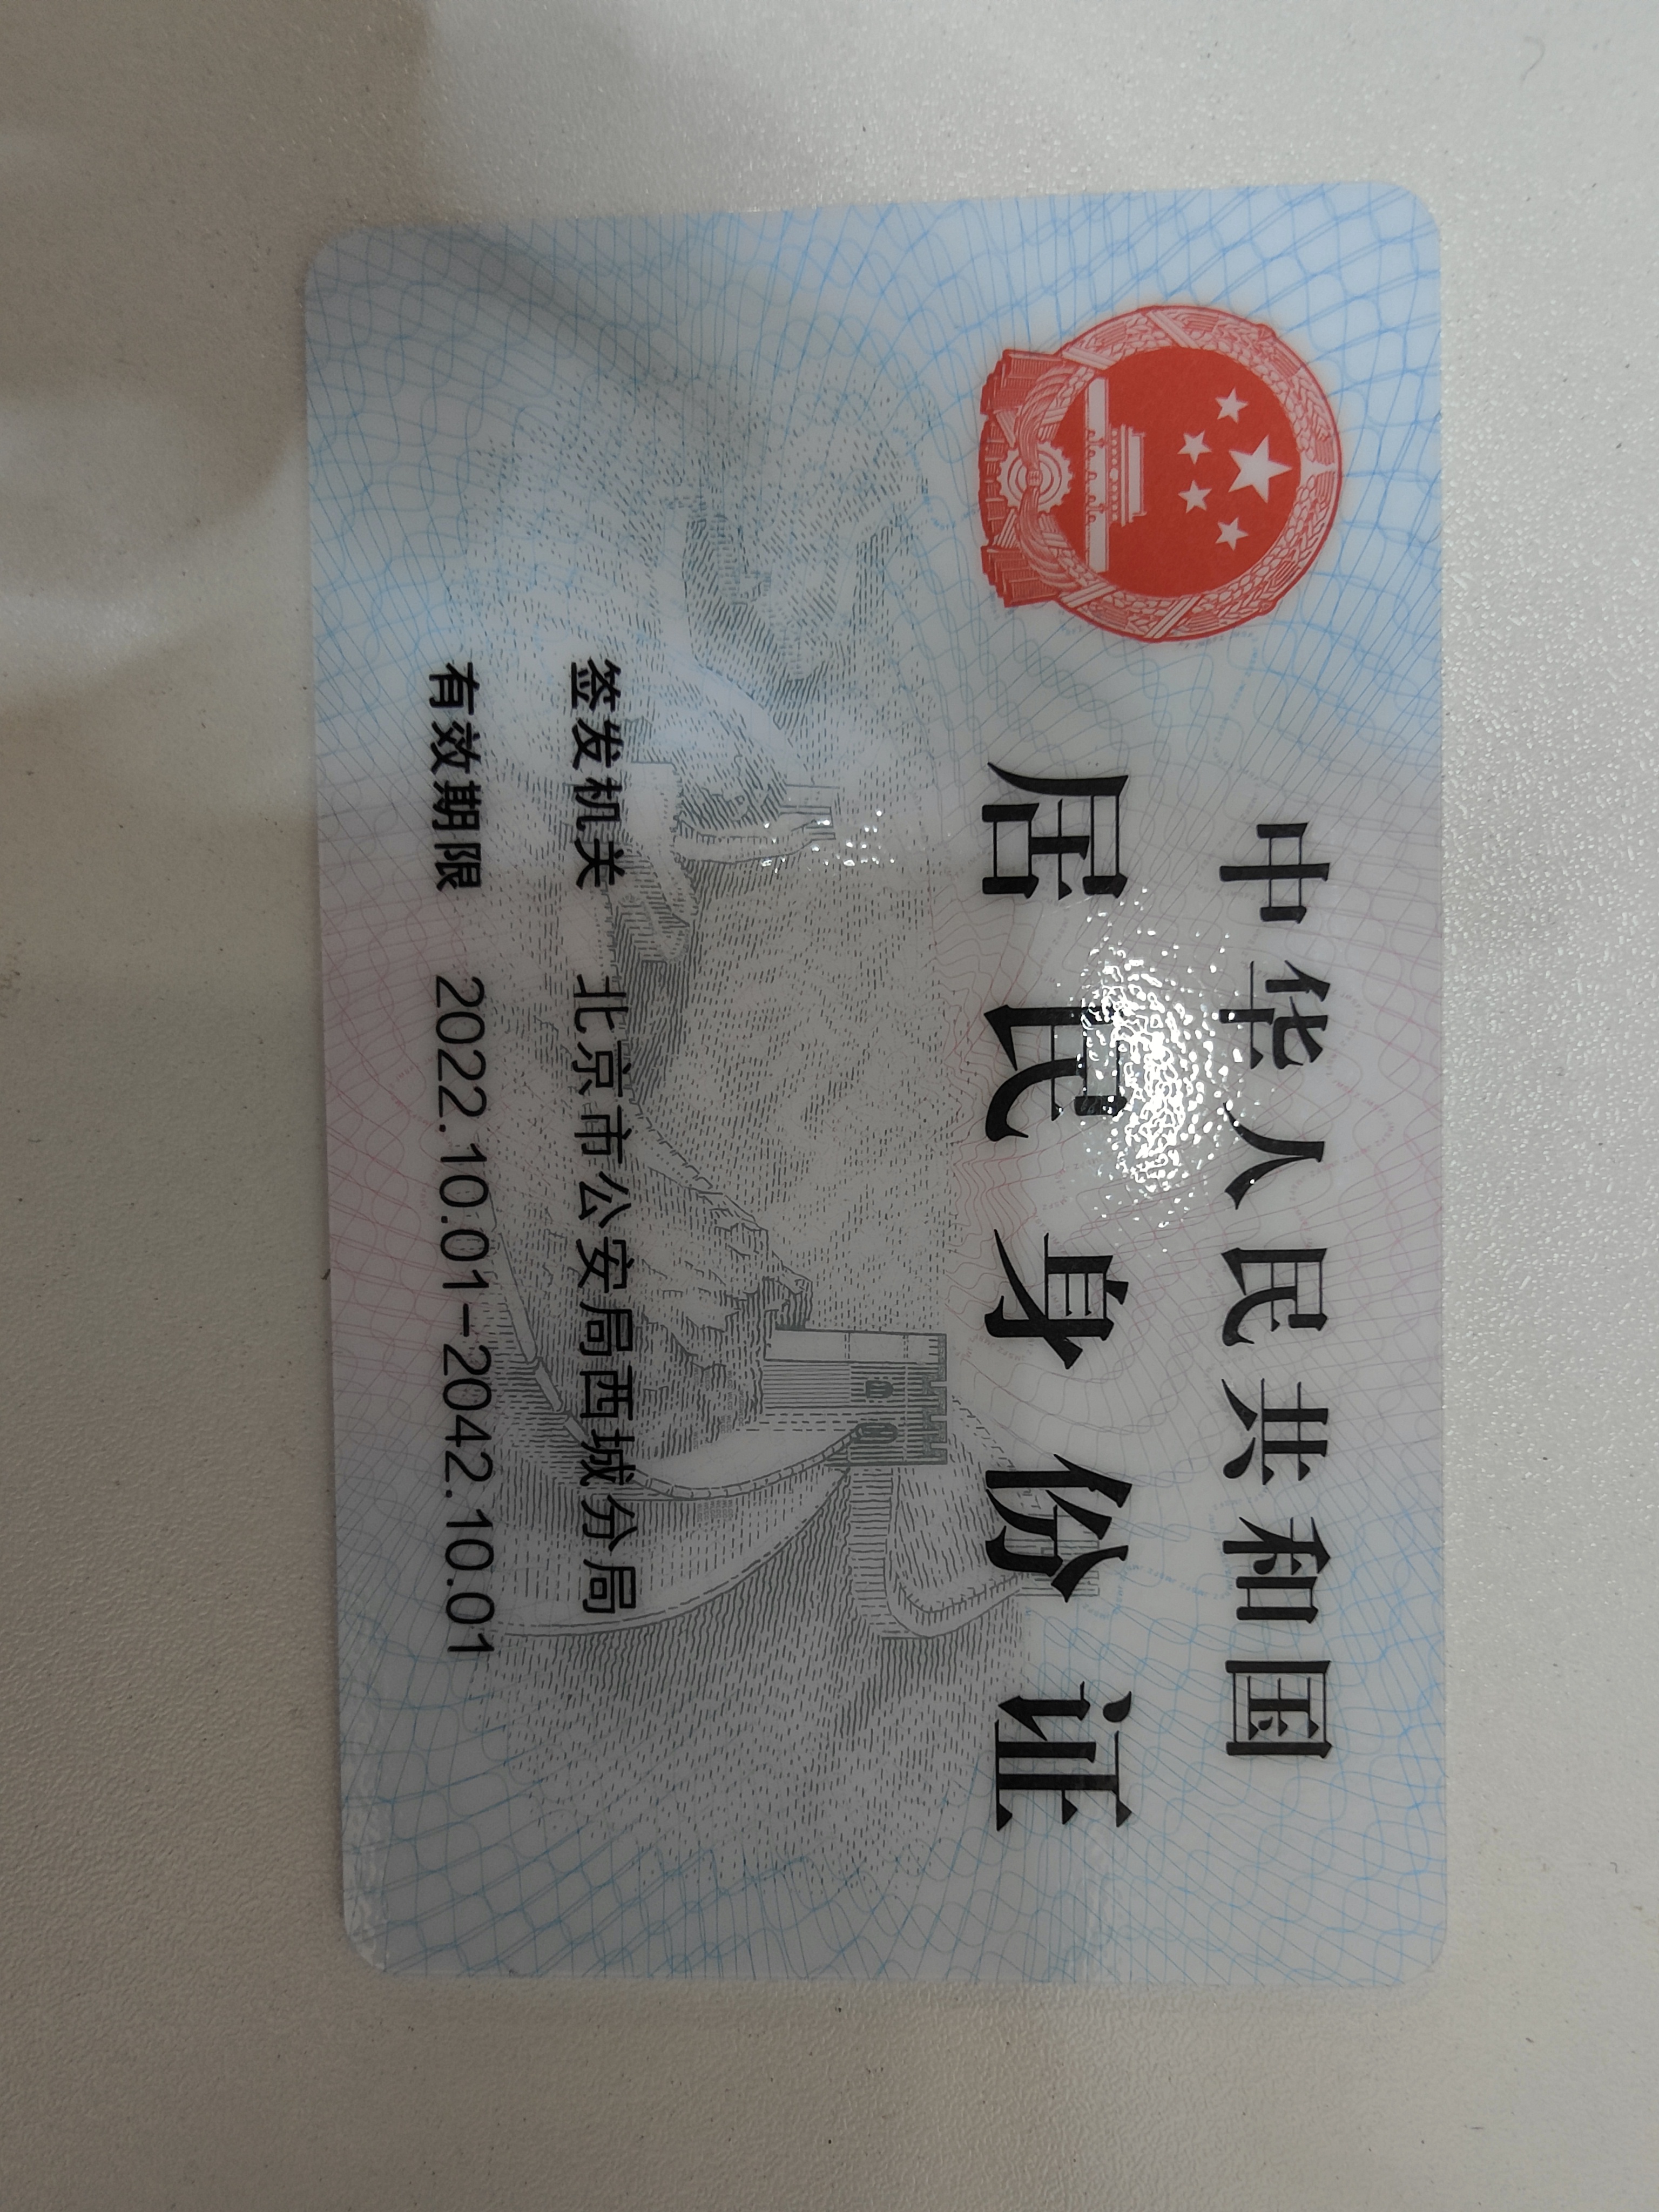 中华人民共和国
居民身份证
签发机关 北京市公安局西城分局
有效期限 2022.10.01-2042.10.01